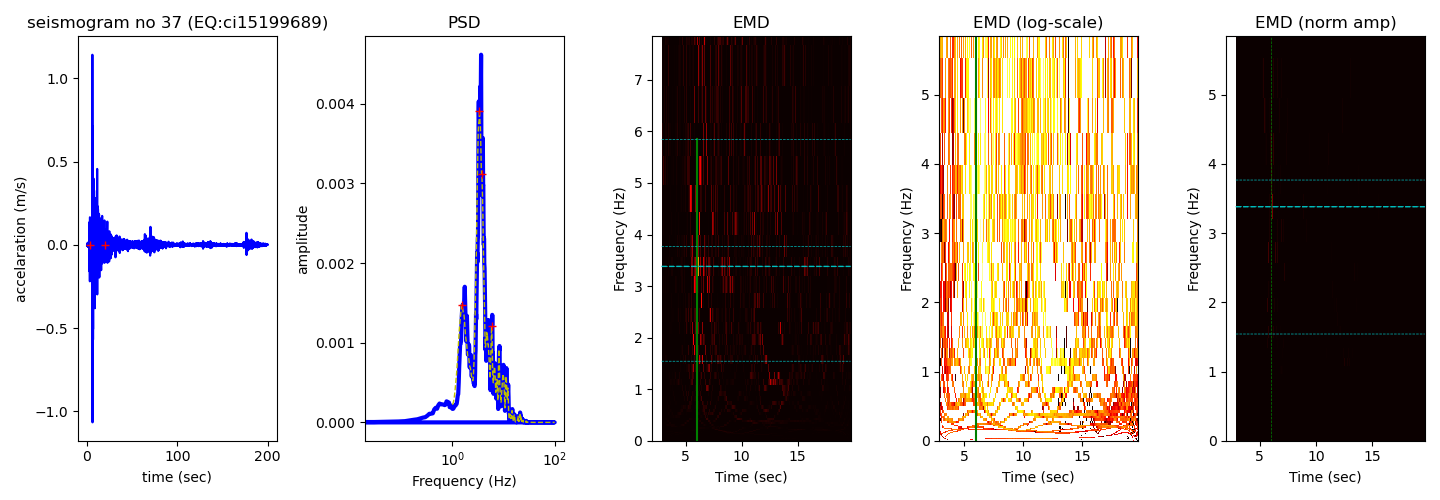 seismogram no 37 (EQ:ci15199689)
accelaration (m/s)
1.0
0.5
0.0
−0.5
−1.0
0
100
200
time (sec)
PSD
amplitude
0.004
0.003
0.002
0.001
0.000
10⁰
10²
Frequency (Hz)
EMD
Frequency (Hz)
7
6
5
4
3
2
1
0
5
10
15
Time (sec)
EMD (log-scale)
Frequency (Hz)
5
4
3
2
1
0
5
10
15
Time (sec)
EMD (norm amp)
Frequency (Hz)
5
4
3
2
1
0
5
10
15
Time (sec)